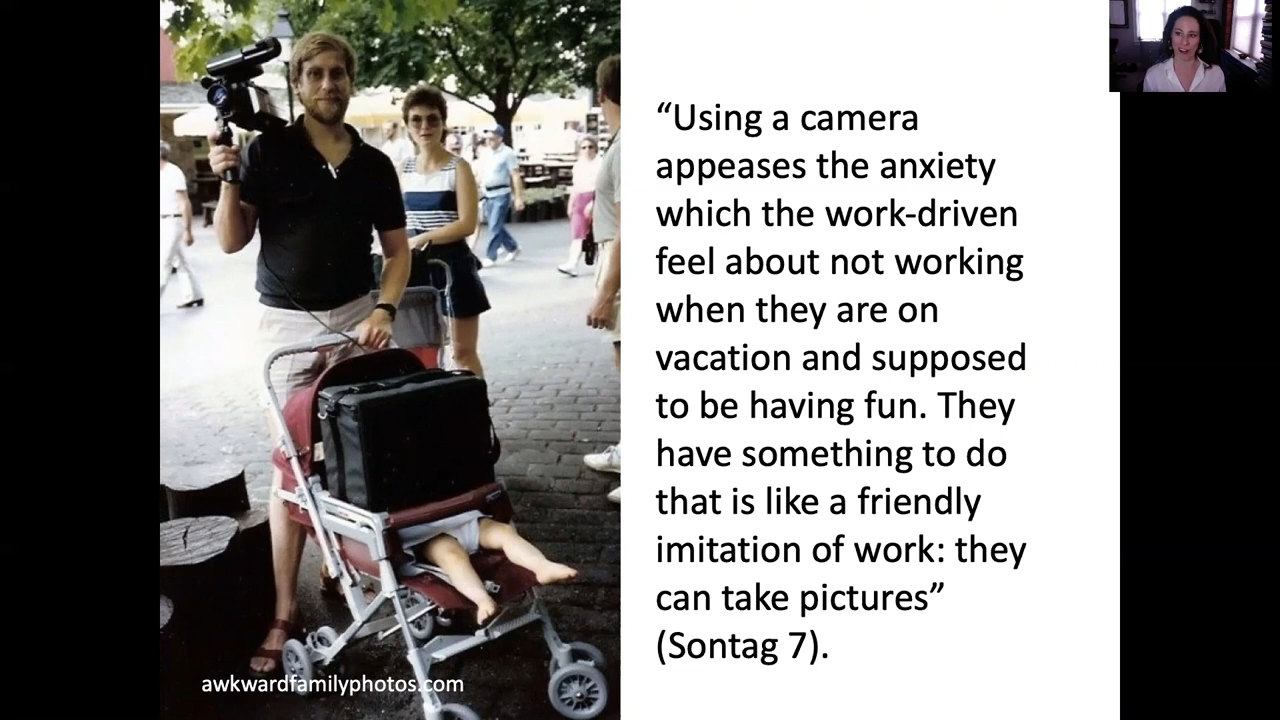 “Using a camera
appeases the anxiety
which the work-driven
feel about not working
when they are on
vacation and supposed
to be having fun. They
have something to do
that is like a friendly
imitation of work: they
can take pictures”
(Sontag 7).
awkwardfamilyphotos.com